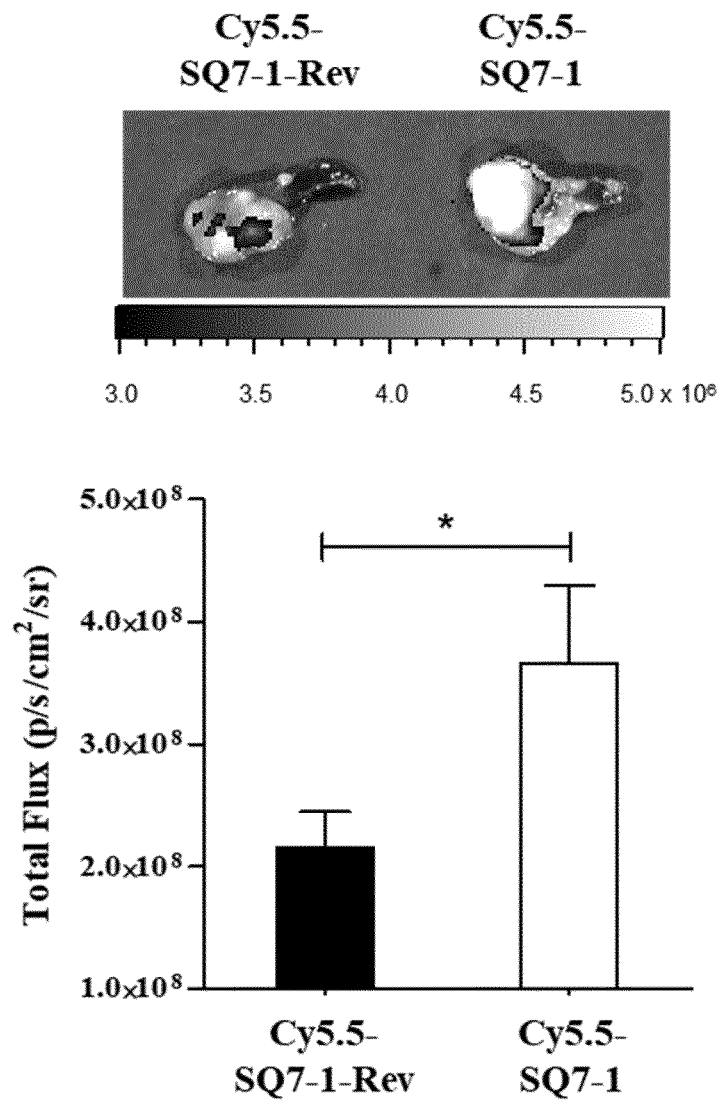 Cy5.5-
SQ7-1-Rev
Cy5.5-
SQ7-1
3.0 3.5 4.0 4.5 5.0 x 10⁶
Total Flux (p/s/cm²/sr)
5.0x10⁸
4.0x10⁸
3.0x10⁸
2.0x10⁸
1.0x10⁸
*
Cy5.5-
SQ7-1-Rev
Cy5.5-
SQ7-1